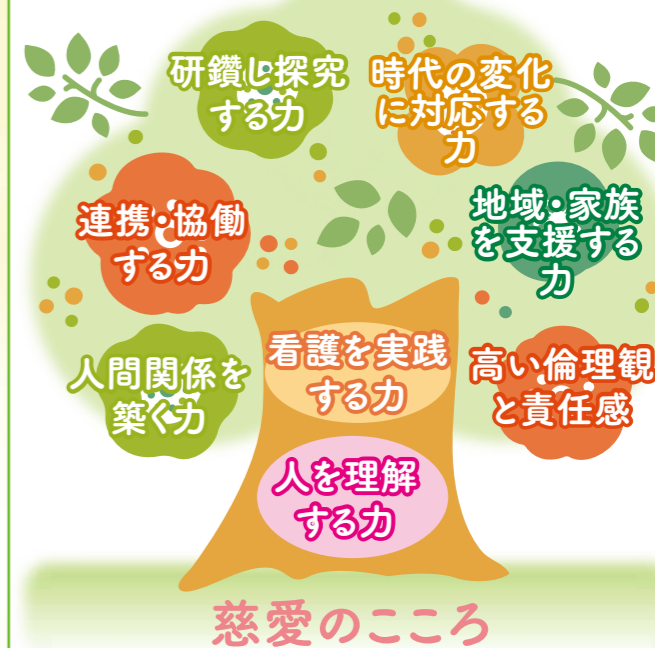 研鑽し探究
する力
時代の変化
に対応する
力
連携・協働
する力
地域・家族
を支援する
力
看護を実践
する力
人間関係を
築く力
高い倫理観
と責任感
人を理解
する力
慈愛のこころ